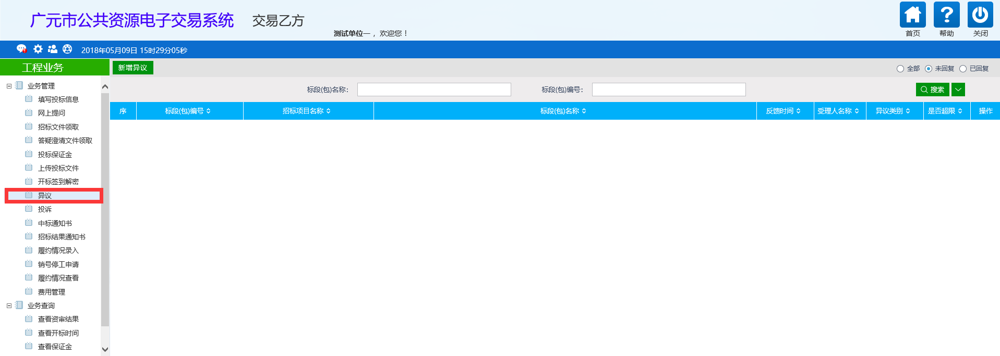 广元市公共资源电子交易系统 交易乙方
测试单位一，欢迎您！
首页 帮助 关闭
2018年05月09日 15时29分05秒
工程业务
新增异议
全部 未回复 已回复
标段(包)名称： 标段(包)编号： 搜索
序 标段(包)编号 招标项目名称 标段(包)名称 反馈时间 受理人名称 异议类别 是否超限 操作
业务管理
填写投标信息
网上提问
招标文件领取
答疑澄清文件领取
投标保证金
上传投标文件
开标签到解密
异议
投诉
中标通知书
招标结果通知书
履约情况录入
销号停工申请
履约情况查看
费用管理
业务查询
查看资审结果
查看开标时间
查看保证金